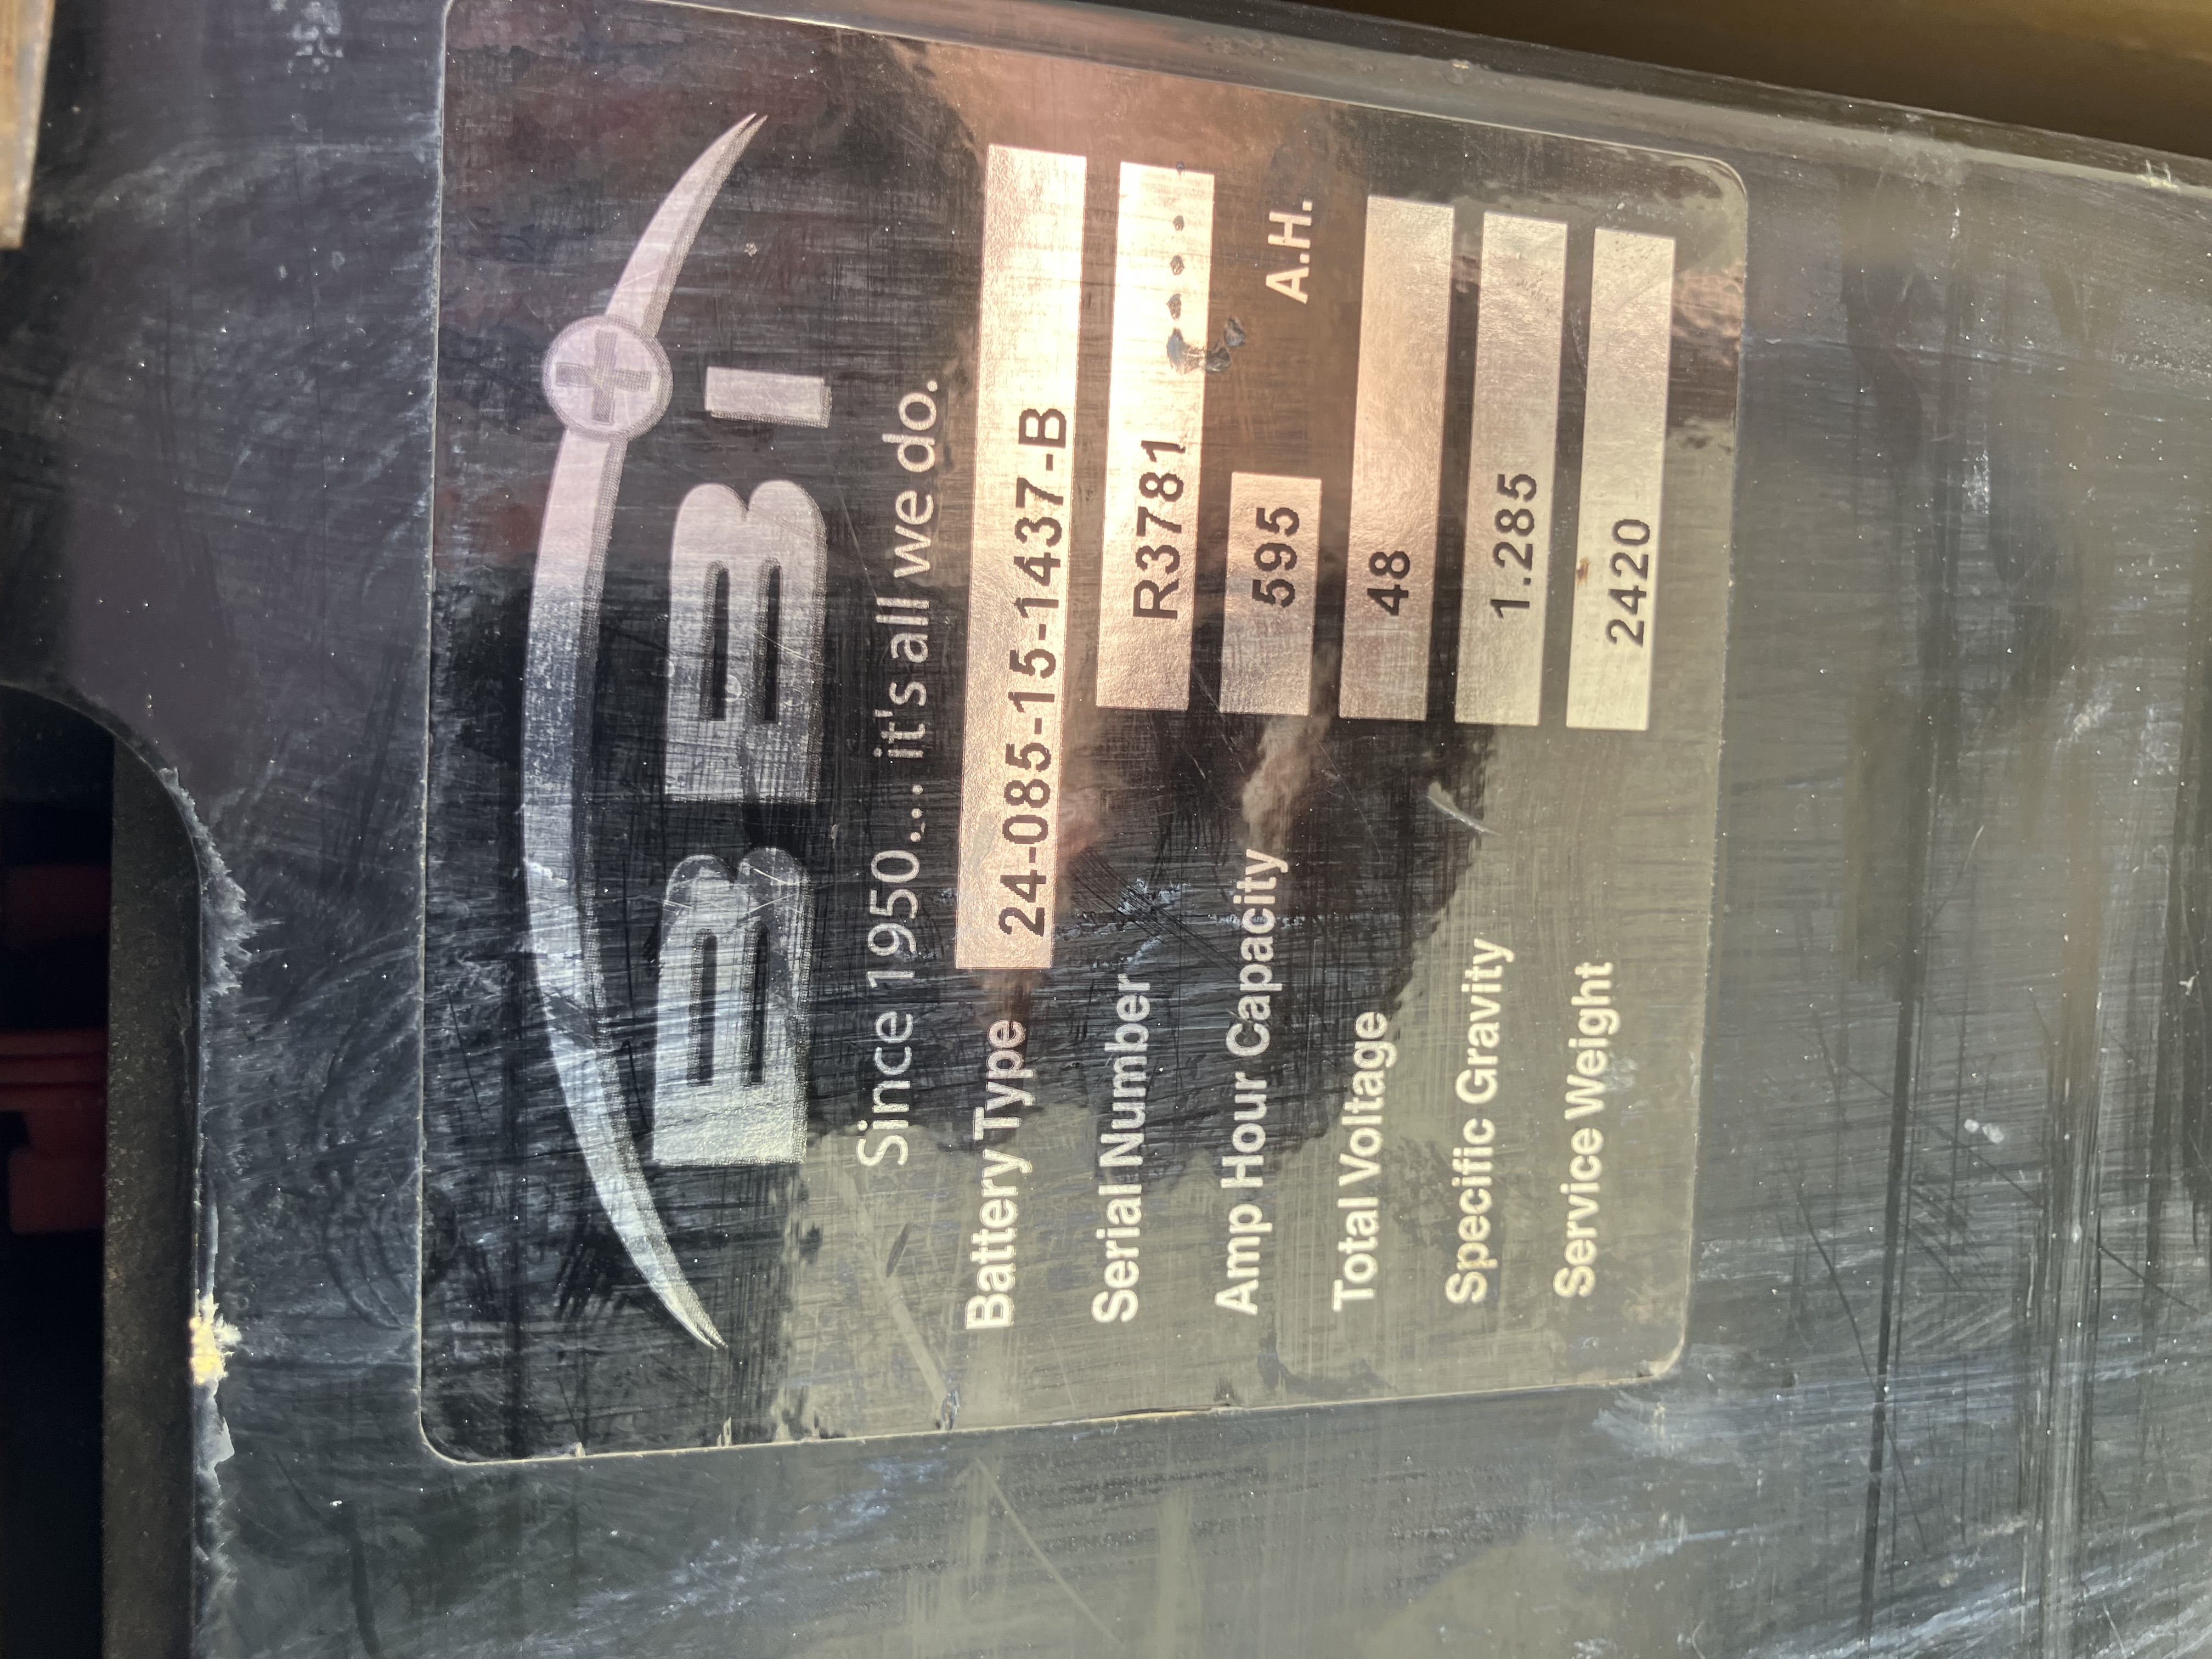 BBI
Since 1950.... it's all we do.
Battery Type 24-085-15-1437-B
Serial Number R3781
Amp Hour Capacity 595 A.H.
Total Voltage 48
Specific Gravity 1.285
Service Weight 2420